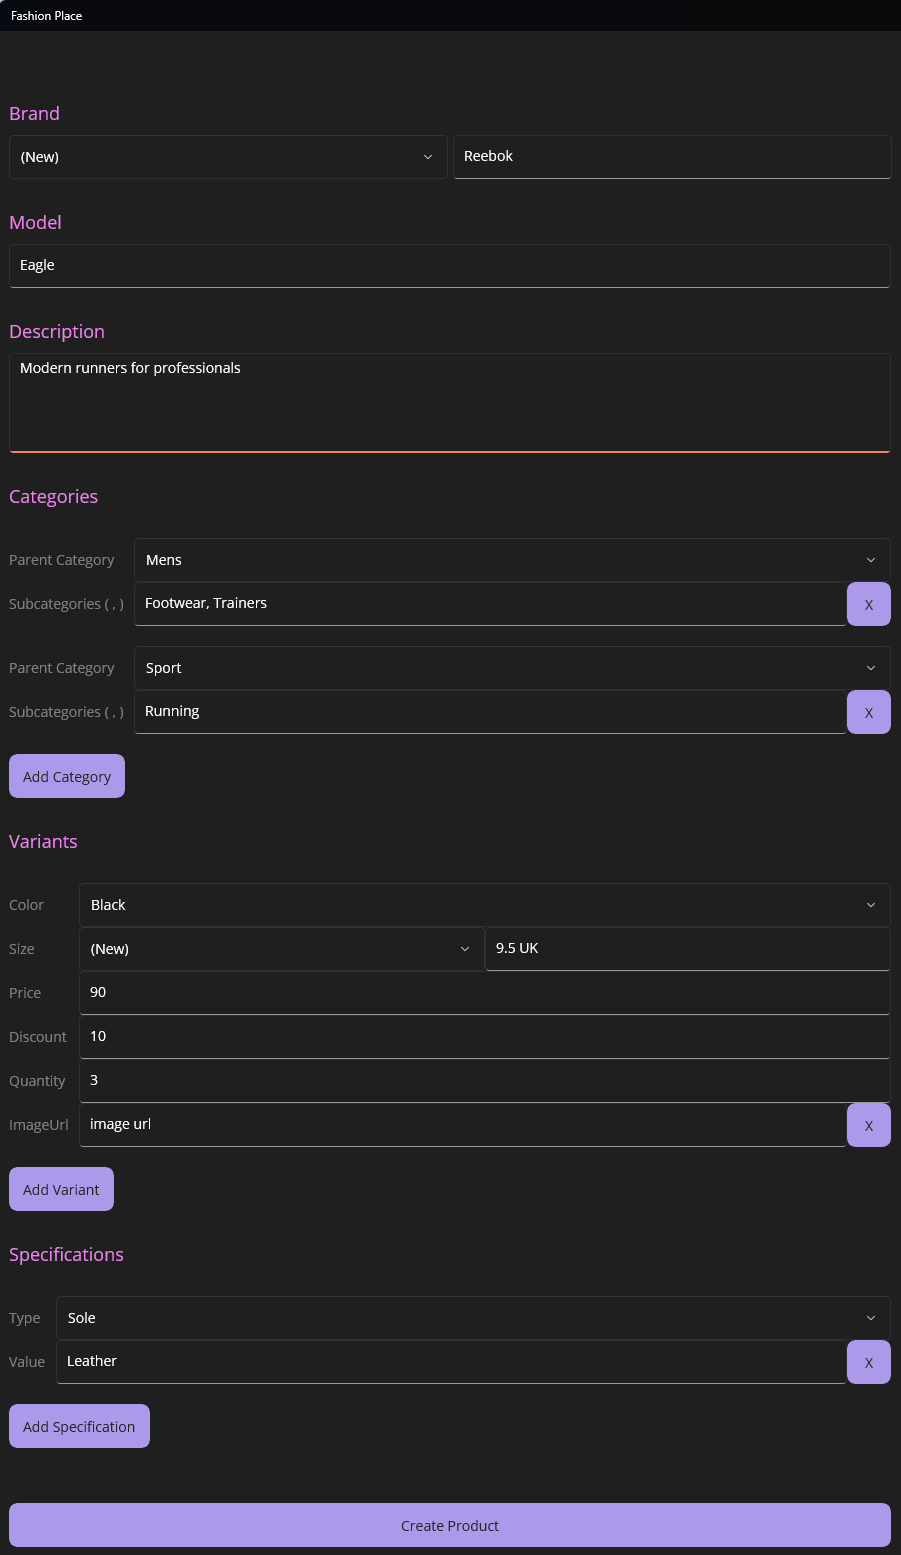 Fashion Place
Brand
(New) Reebok
Model
Eagle
Description
Modern runners for professionals
Categories
Parent Category Mens
Subcategories ( , ) Footwear, Trainers X
Parent Category Sport
Subcategories ( , ) Running X
Add Category
Variants
Color Black
Size (New) 9.5 UK
Price 90
Discount 10
Quantity 3
ImageUrl image url X
Add Variant
Specifications
Type Sole
Value Leather X
Add Specification
Create Product